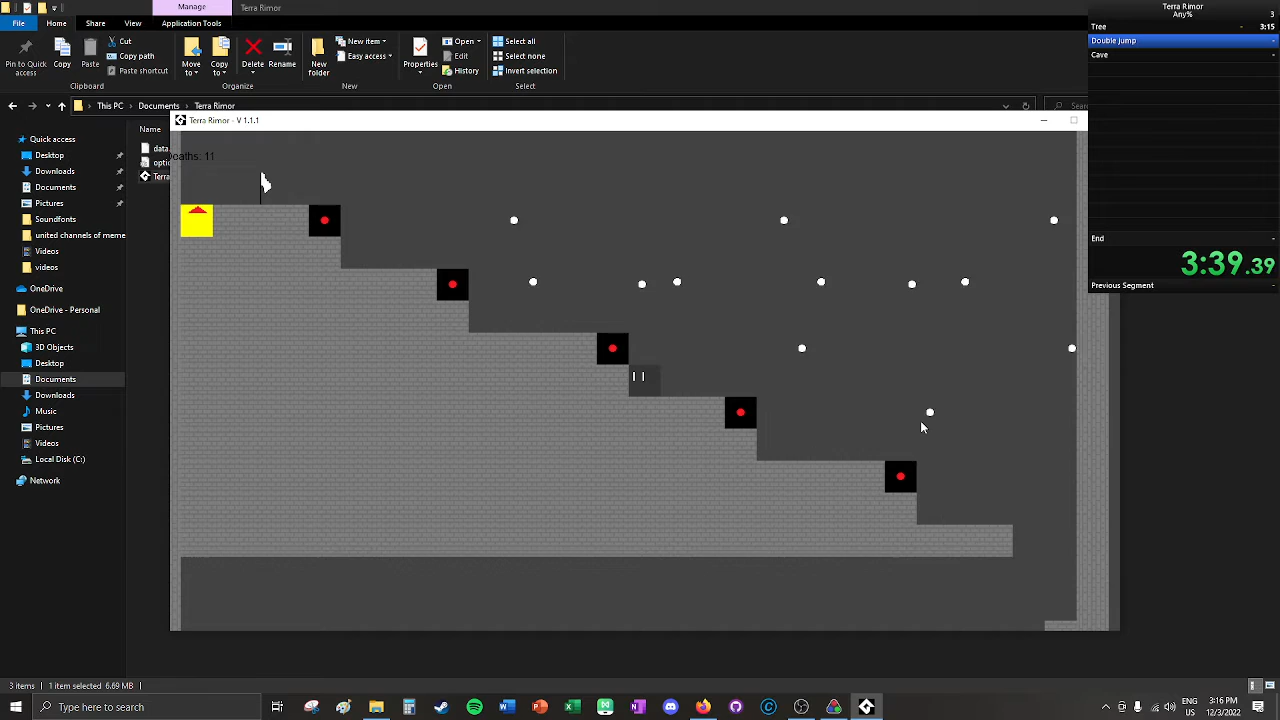 Manage
Terra Rimor
File
Home
Share
View
Application Tools
Pin to Quick access
Copy
Paste
Cut
Copy path
Paste shortcut
Clipboard
Move to
Copy to
Delete
Rename
Organize
New folder
New item
Easy access
New
Properties
Open
Edit
History
Open
Select all
Select none
Invert selection
Select
This PC
Documents
Terra Rimor
Terra Rimor - V 1.1.1
Deaths: 11
Quick access
Desktop
Downloads
Documents
Pictures
Sounds
united channels of nmene
Videos
videos
OneDrive
OneDrive - Personal
This PC
3D Objects
Desktop
Documents
Downloads
Music
Pictures
Videos
Local Disk (C:)
Network
Terra Rimor
Any%
3
Tree - 3:15
Double jump -
Cave -
End -
3:39.39
Previous Segment -
3 items
1 item selected 6.69 MB
Type here to search
ENG
US
3:16 PM
12/3/2022